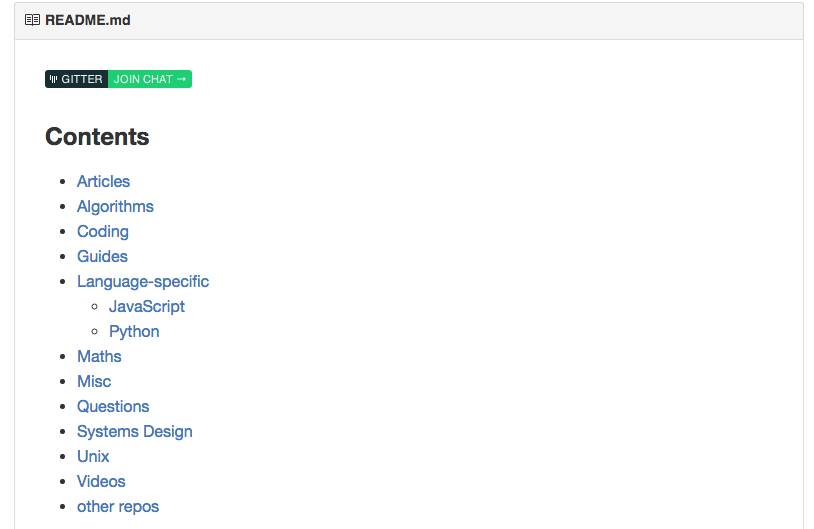 README.md
GITTER JOIN CHAT →
Contents
Articles
Algorithms
Coding
Guides
Language-specific
JavaScript
Python
Maths
Misc
Questions
Systems Design
Unix
Videos
other repos